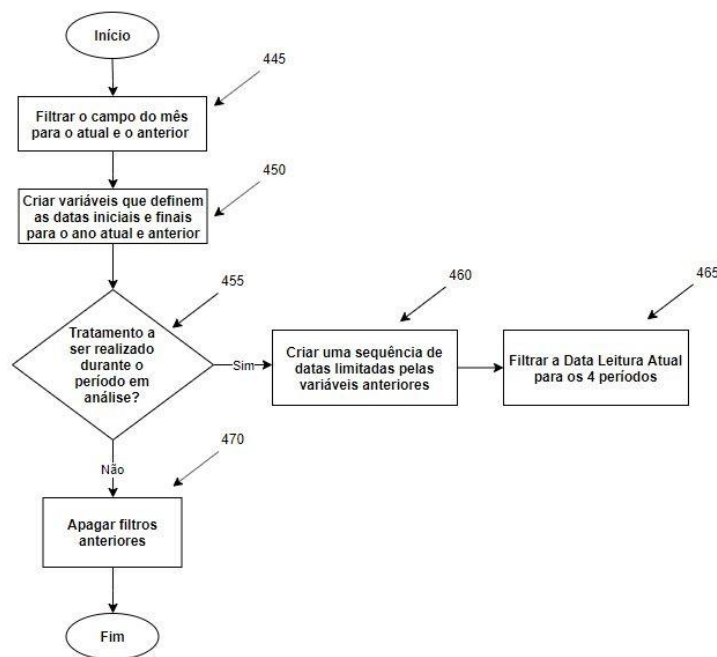 Início
445
Filtrar o campo do mês
para o atual e o anterior
450
Criar variáveis que definem
as datas iniciais e finais
para o ano atual e anterior
455
Tratamento a
ser realizado
durante o
período em
análise?
Sim
460
Criar uma sequência de
datas limitadas pelas
variáveis anteriores
465
Filtrar a Data Leitura Atual
para os 4 períodos
Não
470
Apagar filtros
anteriores
Fim